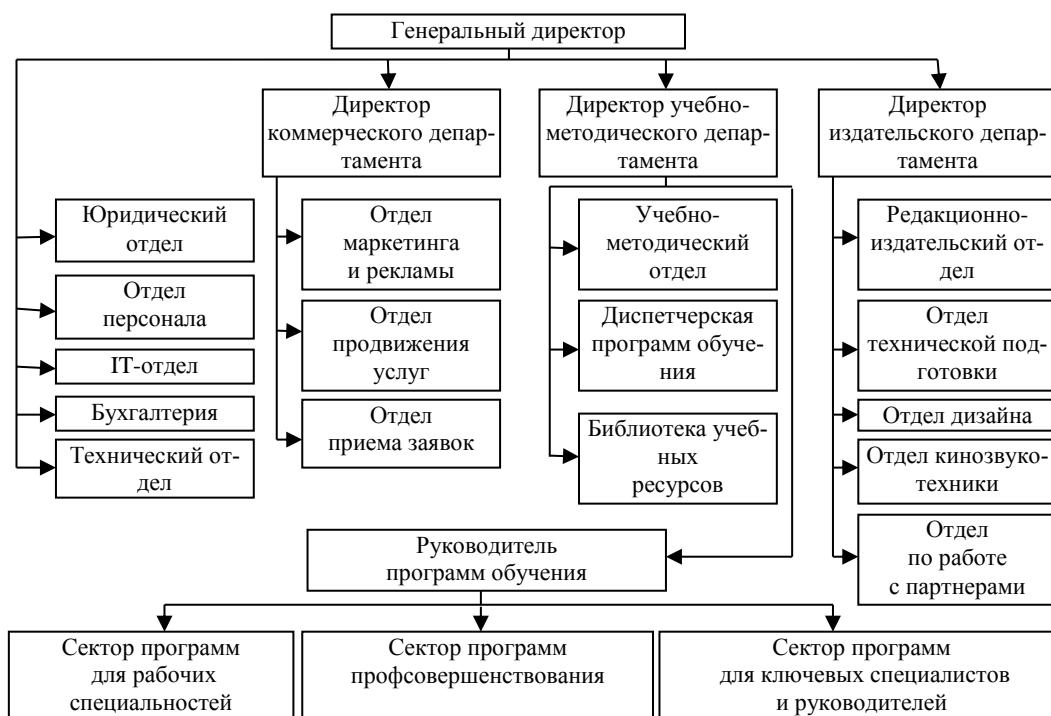 Генеральный директор
Директор
коммерческого депар-
тамента
Директор учебно-
методического депар-
тамента
Директор
издательского депар-
тамента
Юридический
отдел
Отдел
персонала
IT-отдел
Бухгалтерия
Технический от-
дел
Отдел
маркетинга
и рекламы
Отдел
продвижения
услуг
Отдел
приема заявок
Учебно-
методический
отдел
Диспетчерская
программ обуче-
ния
Библиотека учеб-
ных
ресурсов
Редакционно-
издательский от-
дел
Отдел
технической под-
готовки
Отдел дизайна
Отдел кинозвуко-
техники
Отдел
по работе
с партнерами
Руководитель
программ обучения
Сектор программ
для рабочих
специальностей
Сектор программ
профсовершенствования
Сектор программ
для ключевых специалистов
и руководителей